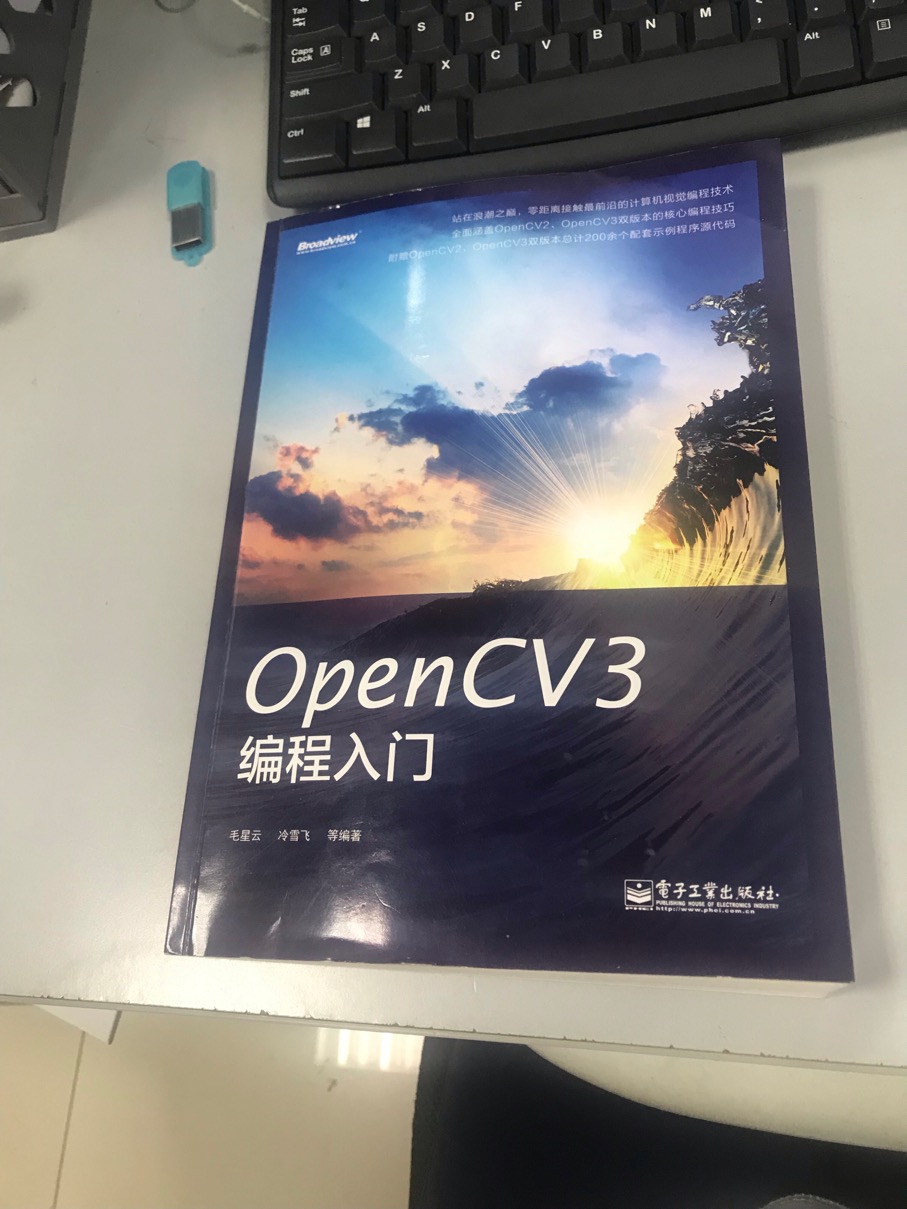 Tab
A S D F
Caps Lock A
Z X C V B N M
Shift
Alt
Alt
Ctrl
Broadview
www.broadview.com.cn
站在浪潮之巅，零距离接触最前沿的计算机视觉编程技术
全面涵盖OpenCV2、OpenCV3双版本的核心编程技巧
附赠OpenCV2、OpenCV3双版本总计200余个配套示例程序源代码
OpenCV3
编程入门
毛星云 冷雪飞 等编著
電子工業出版社
PUBLISHING HOUSE OF ELECTRONICS INDUSTRY
http://www.phei.com.cn